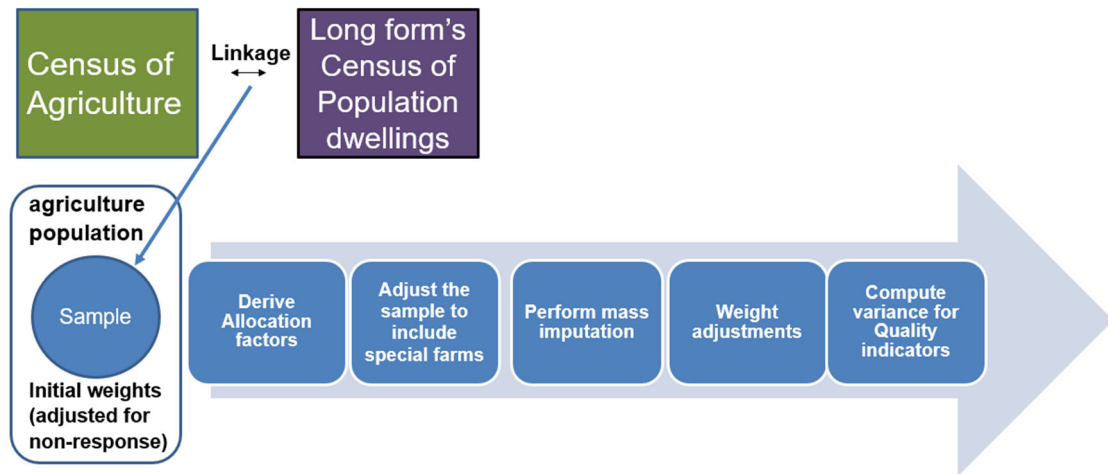 Census of
Agriculture
Linkage
Long form's
Census of
Population
dwellings
agriculture
population
Sample
Initial weights
(adjusted for
non-response)
Derive
Allocation
factors
Adjust the
sample to
include
special farms
Perform mass
imputation
Weight
adjustments
Compute
variance for
Quality
indicators